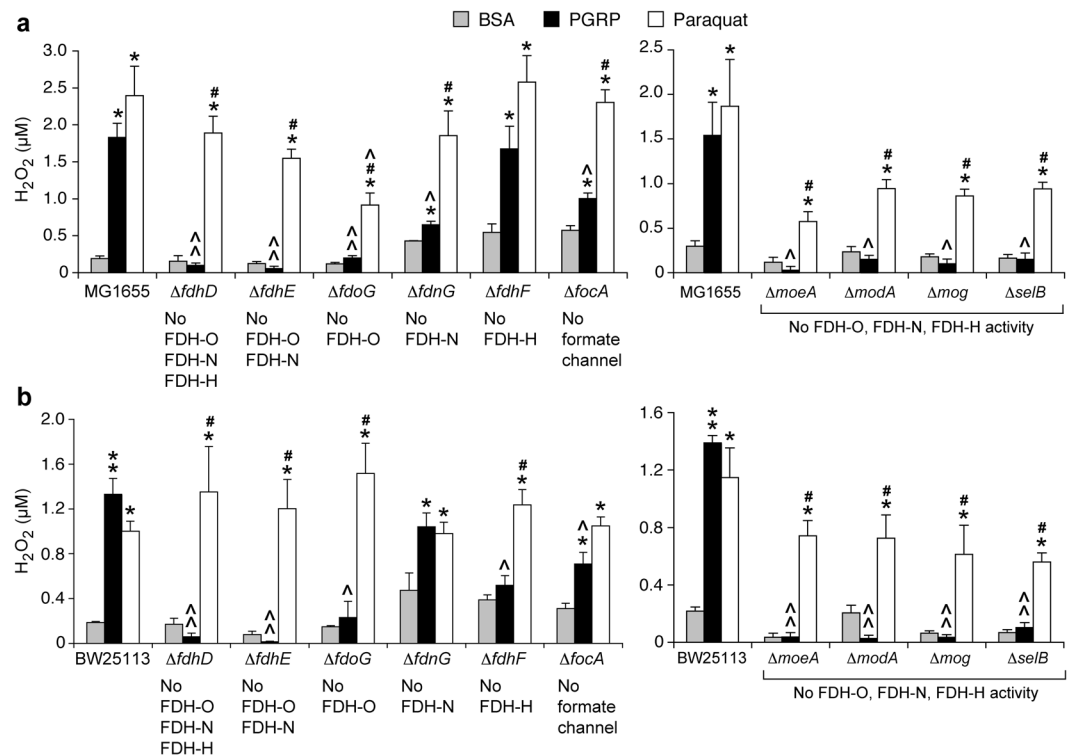 BSA PGRP Paraquat
a
3.0
2.5
2.0
1.5
1.0
0.5
0
H₂O₂ (µM)
* * # * ^ ^ # * ^ ^ # * ^ ^ ^ # * ^ * # * * * ^ * # *
MG1655 ΔfdhD ΔfdhE ΔfdoG ΔfdnG ΔfdhF ΔfocA
No FDH-O FDH-N FDH-H
No FDH-O FDH-N
No FDH-O
No FDH-N
No FDH-H
No formate channel
2.5
2.0
1.5
1.0
0.5
0
* * ^ # * ^ # * ^ # * ^ # *
MG1655 ΔmoeA ΔmodA Δmog ΔselB
No FDH-O, FDH-N, FDH-H activity
b
2.0
1.6
1.2
0.8
0.4
0
H₂O₂ (µM)
* * * ^ ^ # * ^ ^ # * ^ # * * * ^ # * ^ * *
BW25113 ΔfdhD ΔfdhE ΔfdoG ΔfdnG ΔfdhF ΔfocA
No FDH-O FDH-N FDH-H
No FDH-O FDH-N
No FDH-O
No FDH-N
No FDH-H
No formate channel
1.6
1.2
0.8
0.4
0
* * * ^ ^ # * ^ ^ # * ^ ^ # * ^ ^ # *
BW25113 ΔmoeA ΔmodA Δmog ΔselB
No FDH-O, FDH-N, FDH-H activity